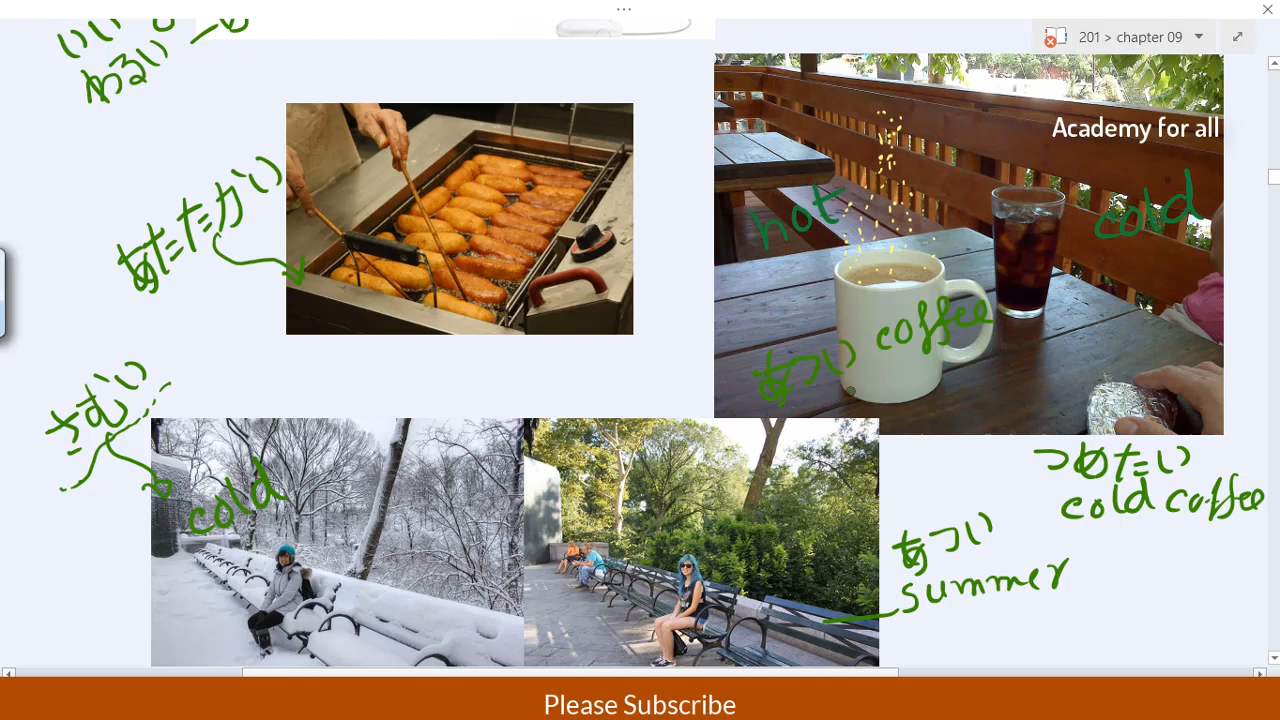 いい
わるい
201 > chapter 09
Academy for all
あたたかい
hot
cold
あつい coffee
さむい
cold
つめたい
cold coffee
あつい
summer
Please Subscribe